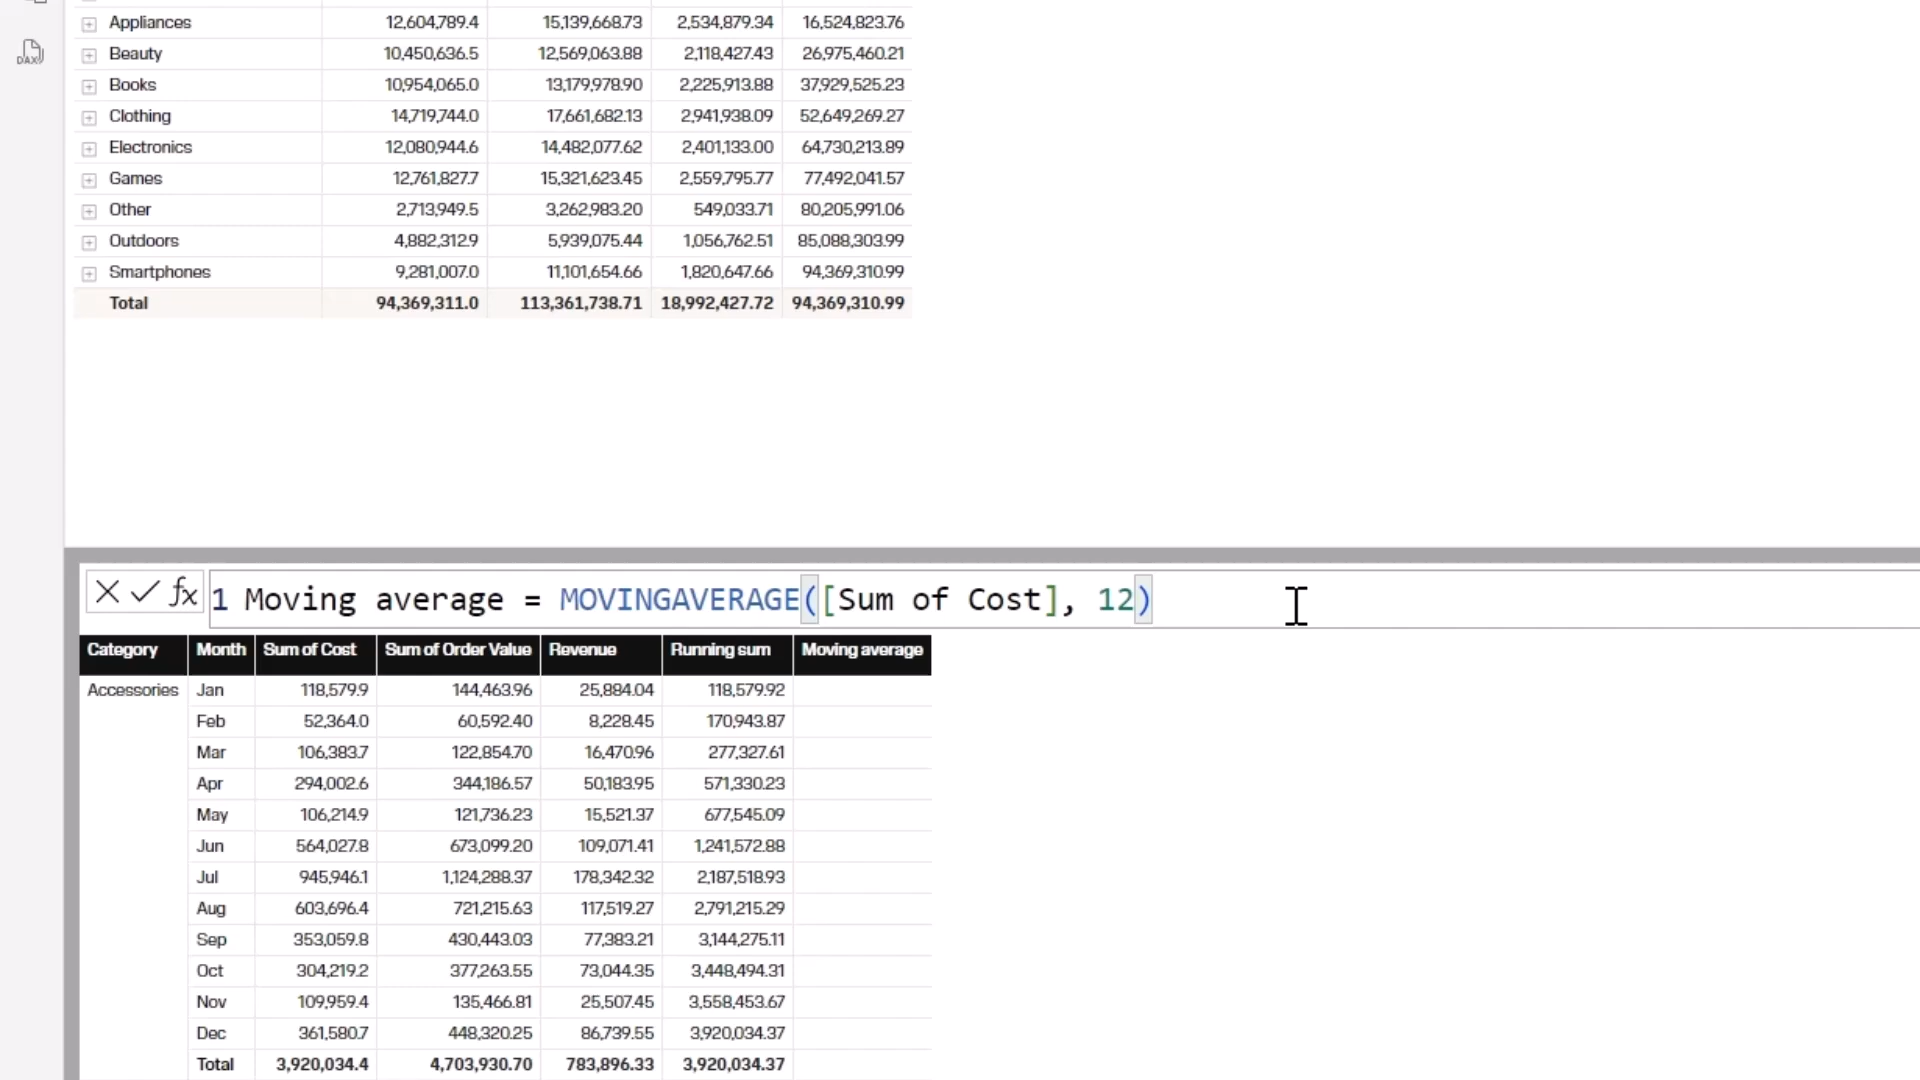 DAX
Appliances 12,604,789.4 15,139,668.73 2,534,879.34 16,524,823.76
Beauty 10,450,636.5 12,569,063.88 2,118,427.43 26,975,460.21
Books 10,954,065.0 13,179,978.90 2,225,913.88 37,929,525.23
Clothing 14,719,744.0 17,661,682.13 2,941,938.09 52,649,269.27
Electronics 12,080,944.6 14,482,077.62 2,401,133.00 64,730,213.89
Games 12,761,827.7 15,321,623.45 2,559,795.77 77,492,041.57
Other 2,713,949.5 3,262,983.20 549,033.71 80,205,991.06
Outdoors 4,882,312.9 5,939,075.44 1,056,762.51 85,088,303.99
Smartphones 9,281,007.0 11,101,654.66 1,820,647.66 94,369,310.99
Total 94,369,311.0 113,361,738.71 18,992,427.72 94,369,310.99
fx 1 Moving average = MOVINGAVERAGE([Sum of Cost], 12)
Category Month Sum of Cost Sum of Order Value Revenue Running sum Moving average
Accessories Jan 118,579.9 144,463.96 25,884.04 118,579.92
Feb 52,364.0 60,592.40 8,228.45 170,943.87
Mar 106,383.7 122,854.70 16,470.96 277,327.61
Apr 294,002.6 344,186.57 50,183.95 571,330.23
May 106,214.9 121,736.23 15,521.37 677,545.09
Jun 564,027.8 673,099.20 109,071.41 1,241,572.88
Jul 945,946.1 1,124,288.37 178,342.32 2,187,518.93
Aug 603,696.4 721,215.63 117,519.27 2,791,215.29
Sep 353,059.8 430,443.03 77,383.21 3,144,275.11
Oct 304,219.2 377,263.55 73,044.35 3,448,494.31
Nov 109,959.4 135,466.81 25,507.45 3,558,453.67
Dec 361,580.7 448,320.25 86,739.55 3,920,034.37
Total 3,920,034.4 4,703,930.70 783,896.33 3,920,034.37